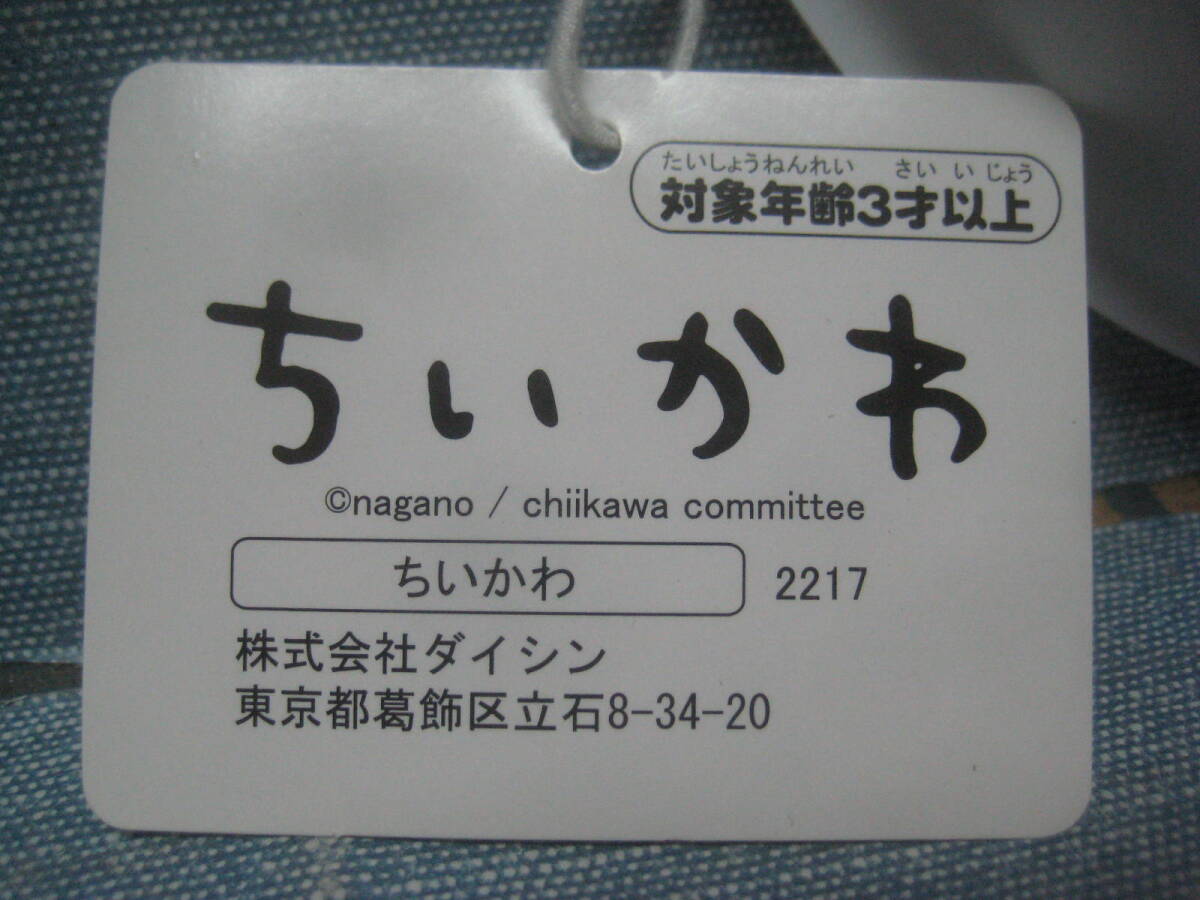 たいしょうねんれい さい い じょう
対象年齢3才以上
ちいかわ
©nagano / chiikawa committee
ちいかわ 2217
株式会社ダイシン
東京都葛飾区立石8-34-20